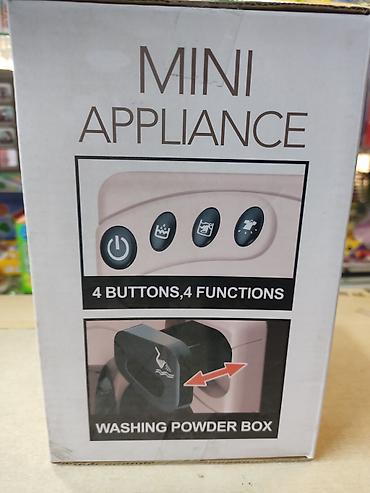 MINI
APPLIANCE
4 BUTTONS,4 FUNCTIONS
WASHING POWDER BOX